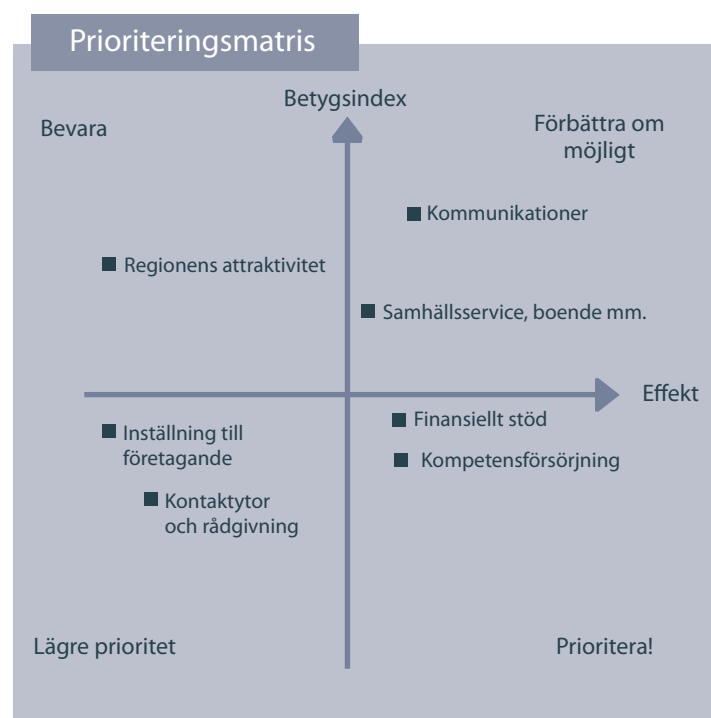 Prioriteringsmatris
Betygsindex
Bevara
Förbättra om
möjligt
Kommunikationer
Regionens attraktivitet
Samhällsservice, boende mm.
Effekt
Finansiellt stöd
Inställning till
företagande
Kompetensförsörjning
Kontaktytor
och rådgivning
Lägre prioritet
Prioritera!